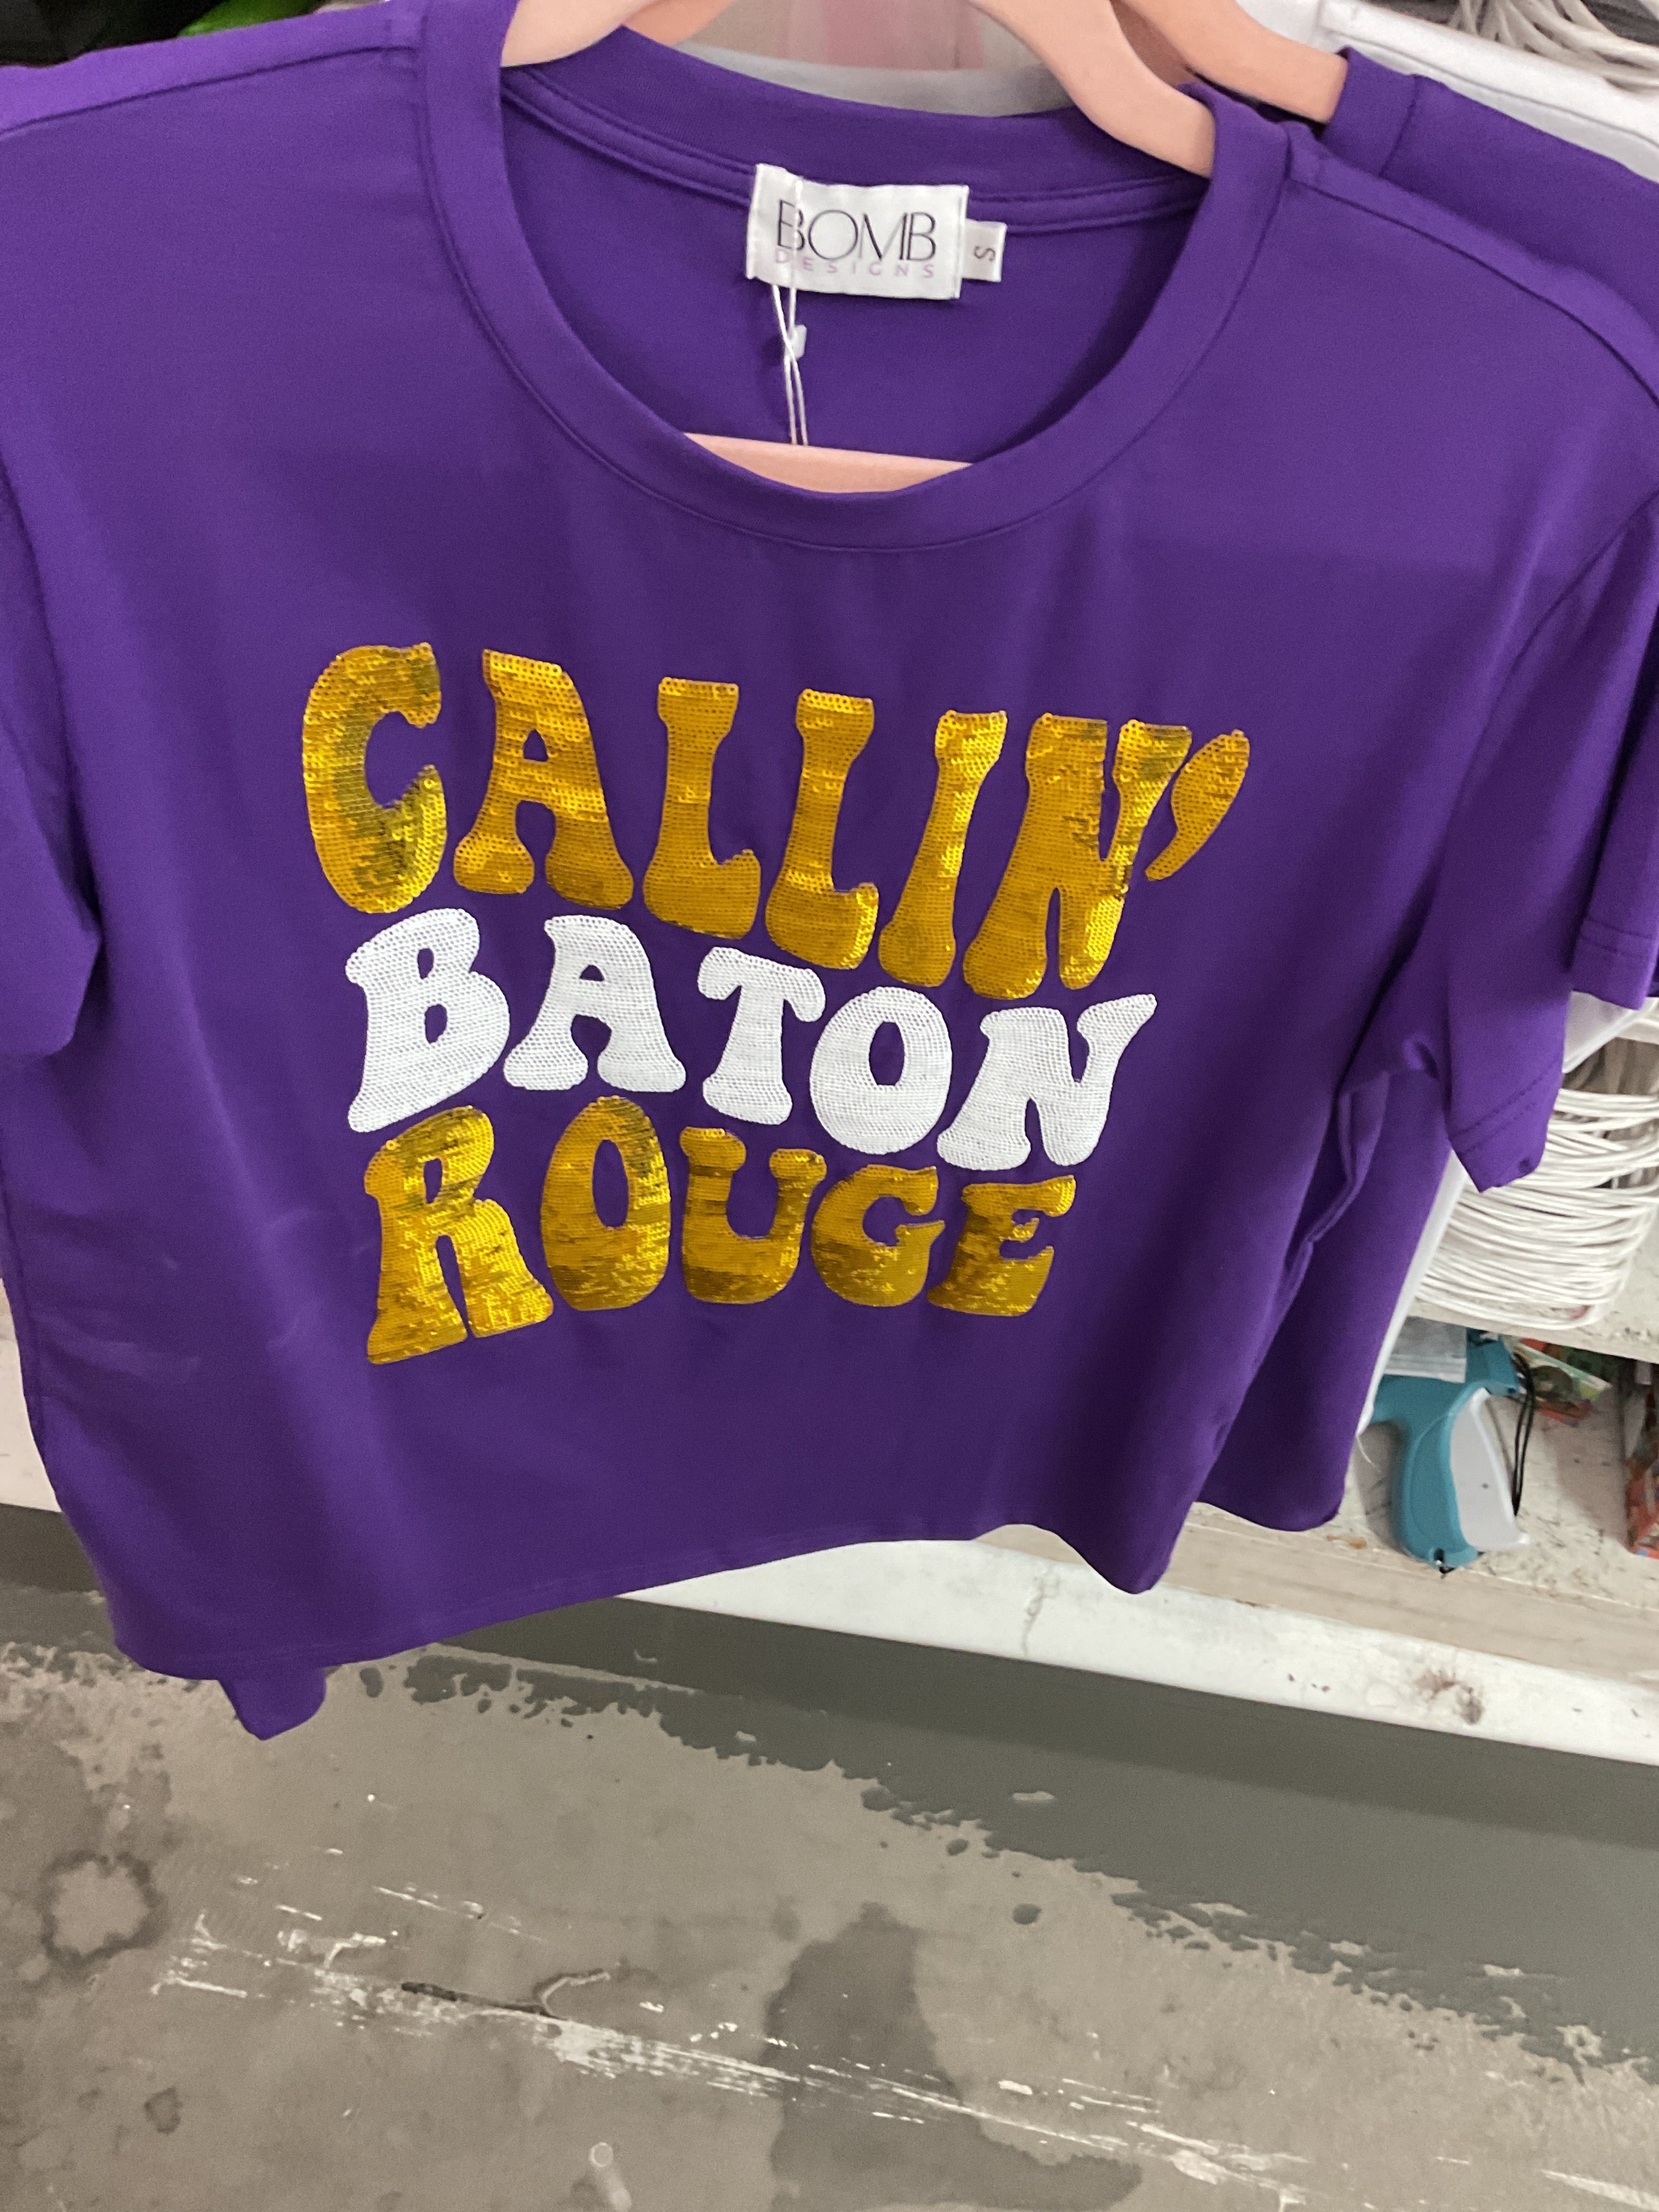 BOMB
DESIGNS
S
CALLIN'
BATON
ROUGE